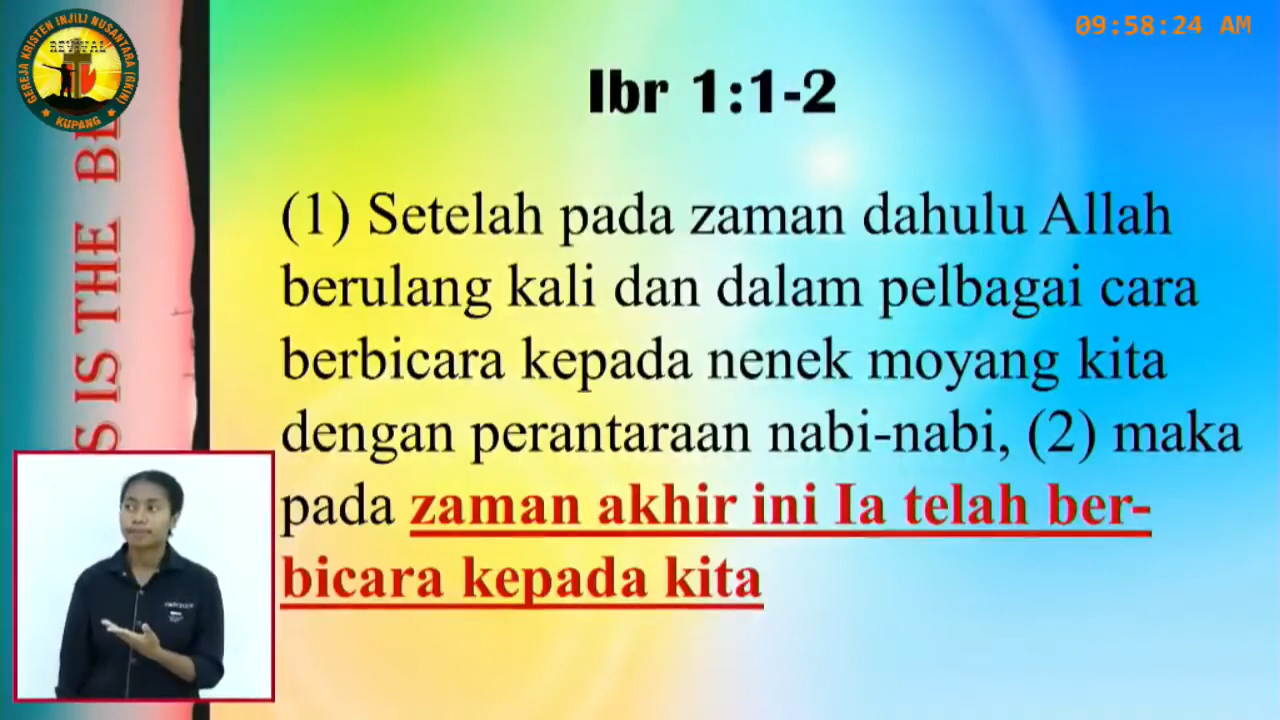 GEREJA KRISTEN INJILI NUSANTARA (GKIN)
REVIVAL
KUPANG
09:58:24 AM
S IS THE
Ibr 1:1-2
(1) Setelah pada zaman dahulu Allah
berulang kali dan dalam pelbagai cara
berbicara kepada nenek moyang kita
dengan perantaraan nabi-nabi, (2) maka
pada zaman akhir ini Ia telah ber-
bicara kepada kita